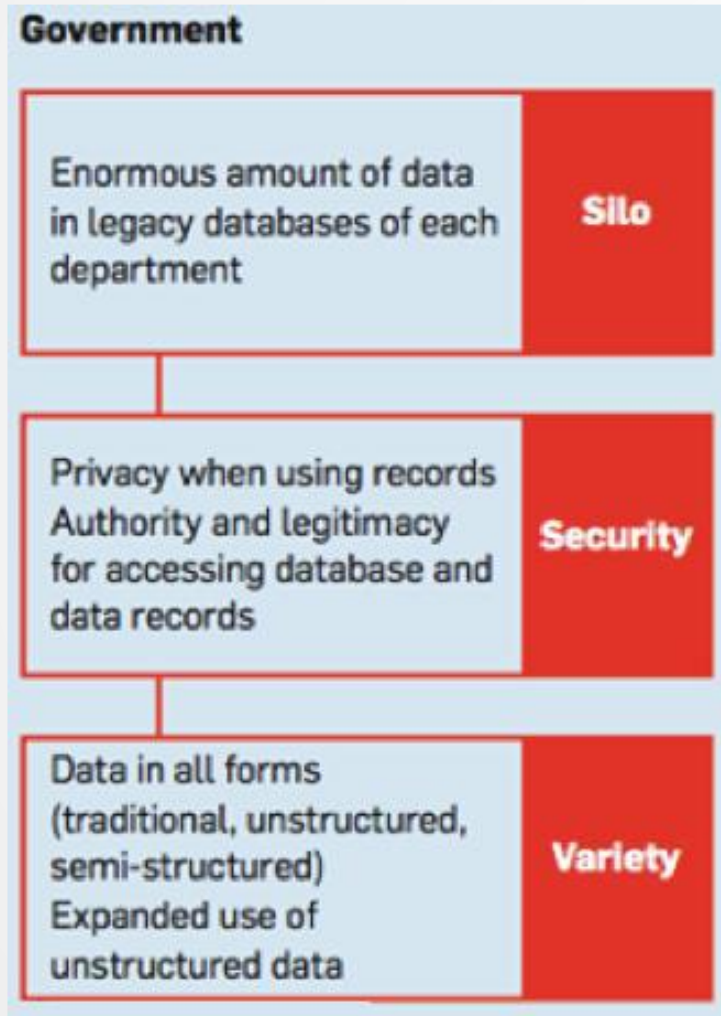 Government
Enormous amount of data
in legacy databases of each
department
Silo
Privacy when using records
Authority and legitimacy
for accessing database and
data records
Security
Data in all forms
(traditional, unstructured,
semi-structured)
Expanded use of
unstructured data
Variety